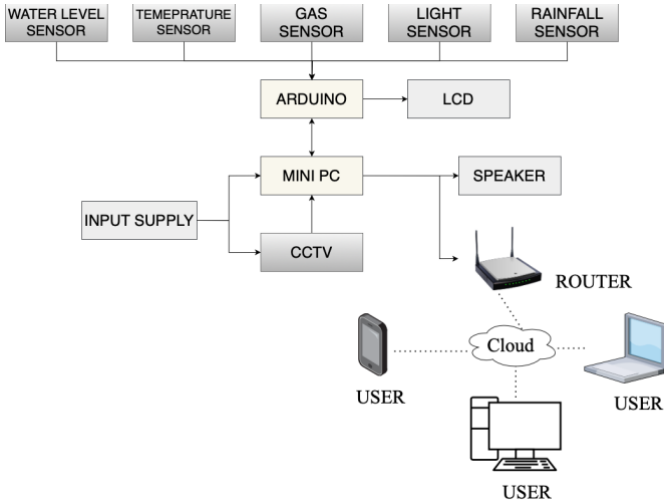 WATER LEVEL
SENSOR
TEMEPRATURE
SENSOR
GAS
SENSOR
LIGHT
SENSOR
RAINFALL
SENSOR
ARDUINO
LCD
MINI PC
SPEAKER
INPUT SUPPLY
CCTV
ROUTER
Cloud
USER
USER
USER